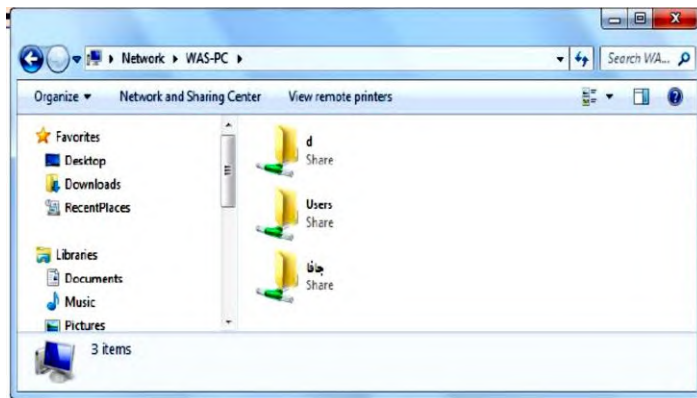 Network ▸ WAS-PC ▸
Search WA...
Organize ▾ Network and Sharing Center View remote printers
Favorites
Desktop
Downloads
RecentPlaces
Libraries
Documents
Music
Pictures
d
Share
Users
Share
جافا
Share
3 items